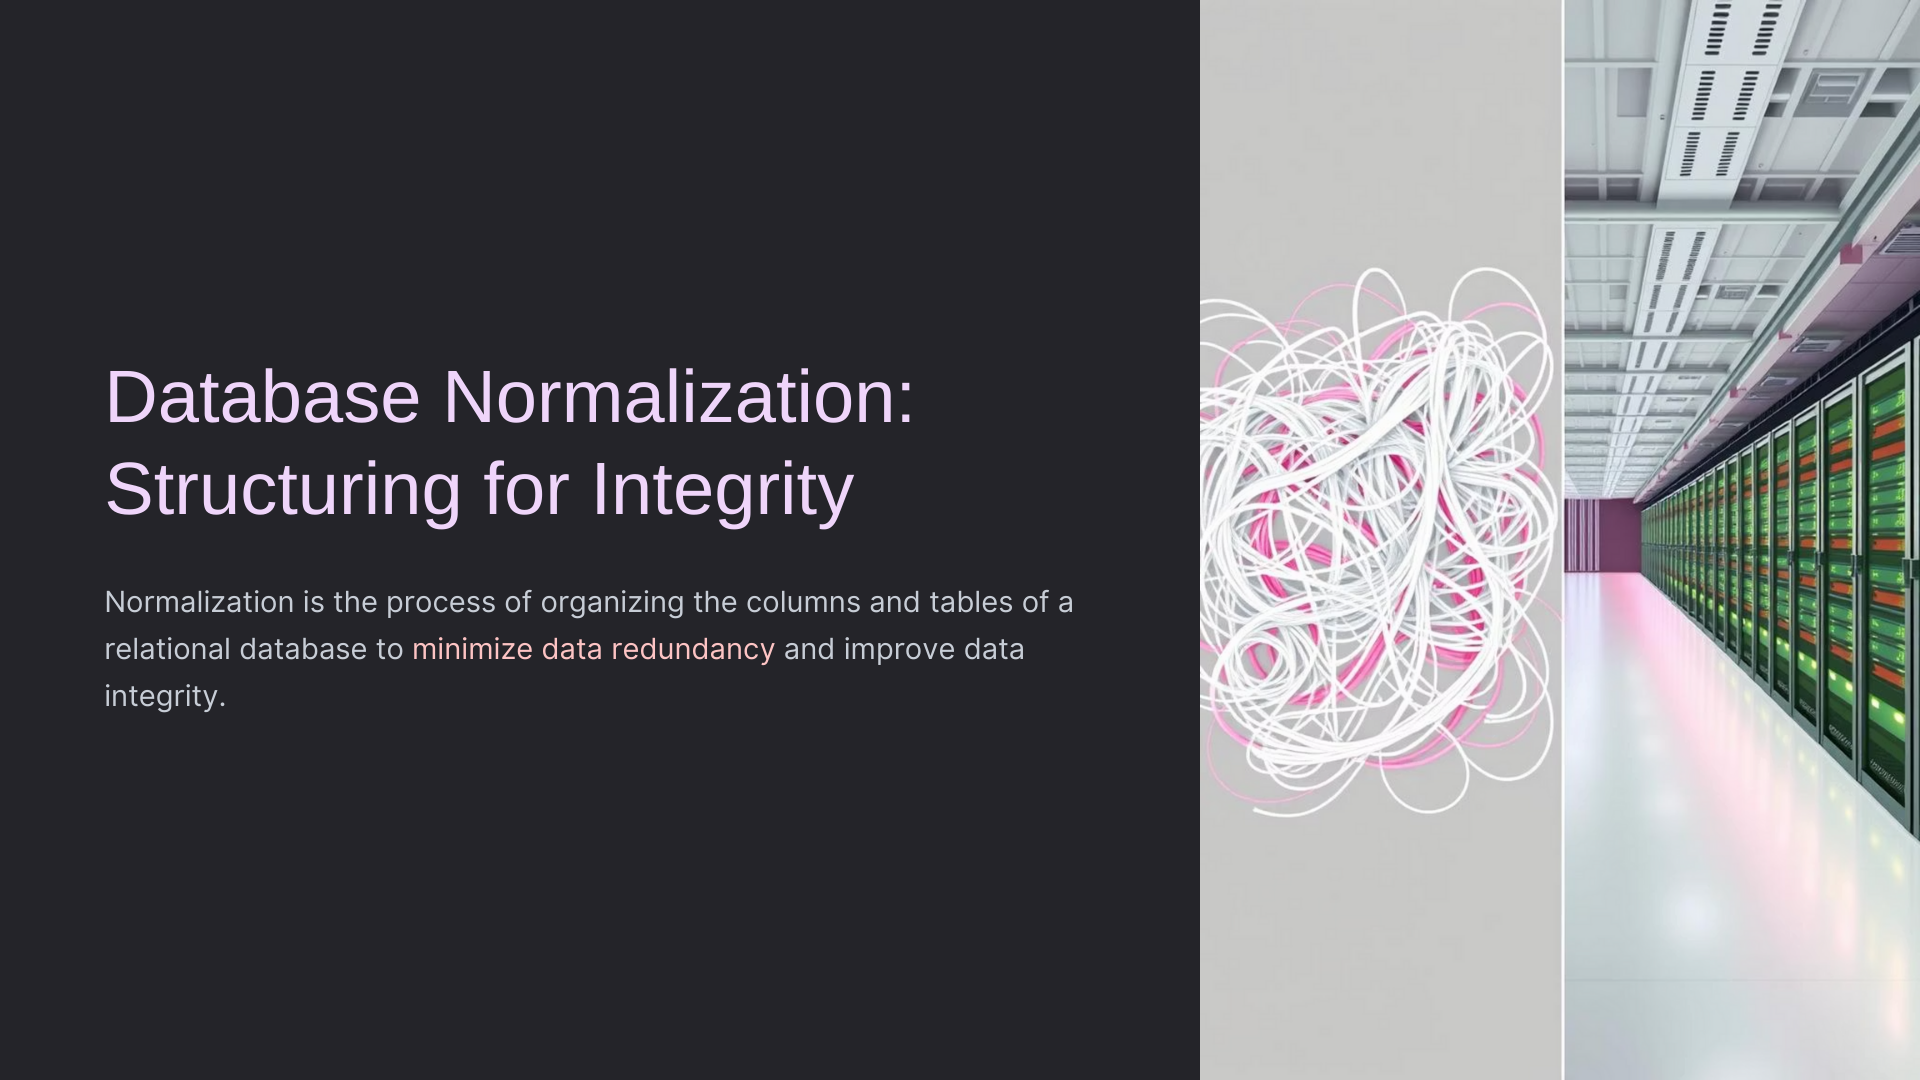 Database Normalization:
Structuring for Integrity
Normalization is the process of organizing the columns and tables of a
relational database to minimize data redundancy and improve data
integrity.